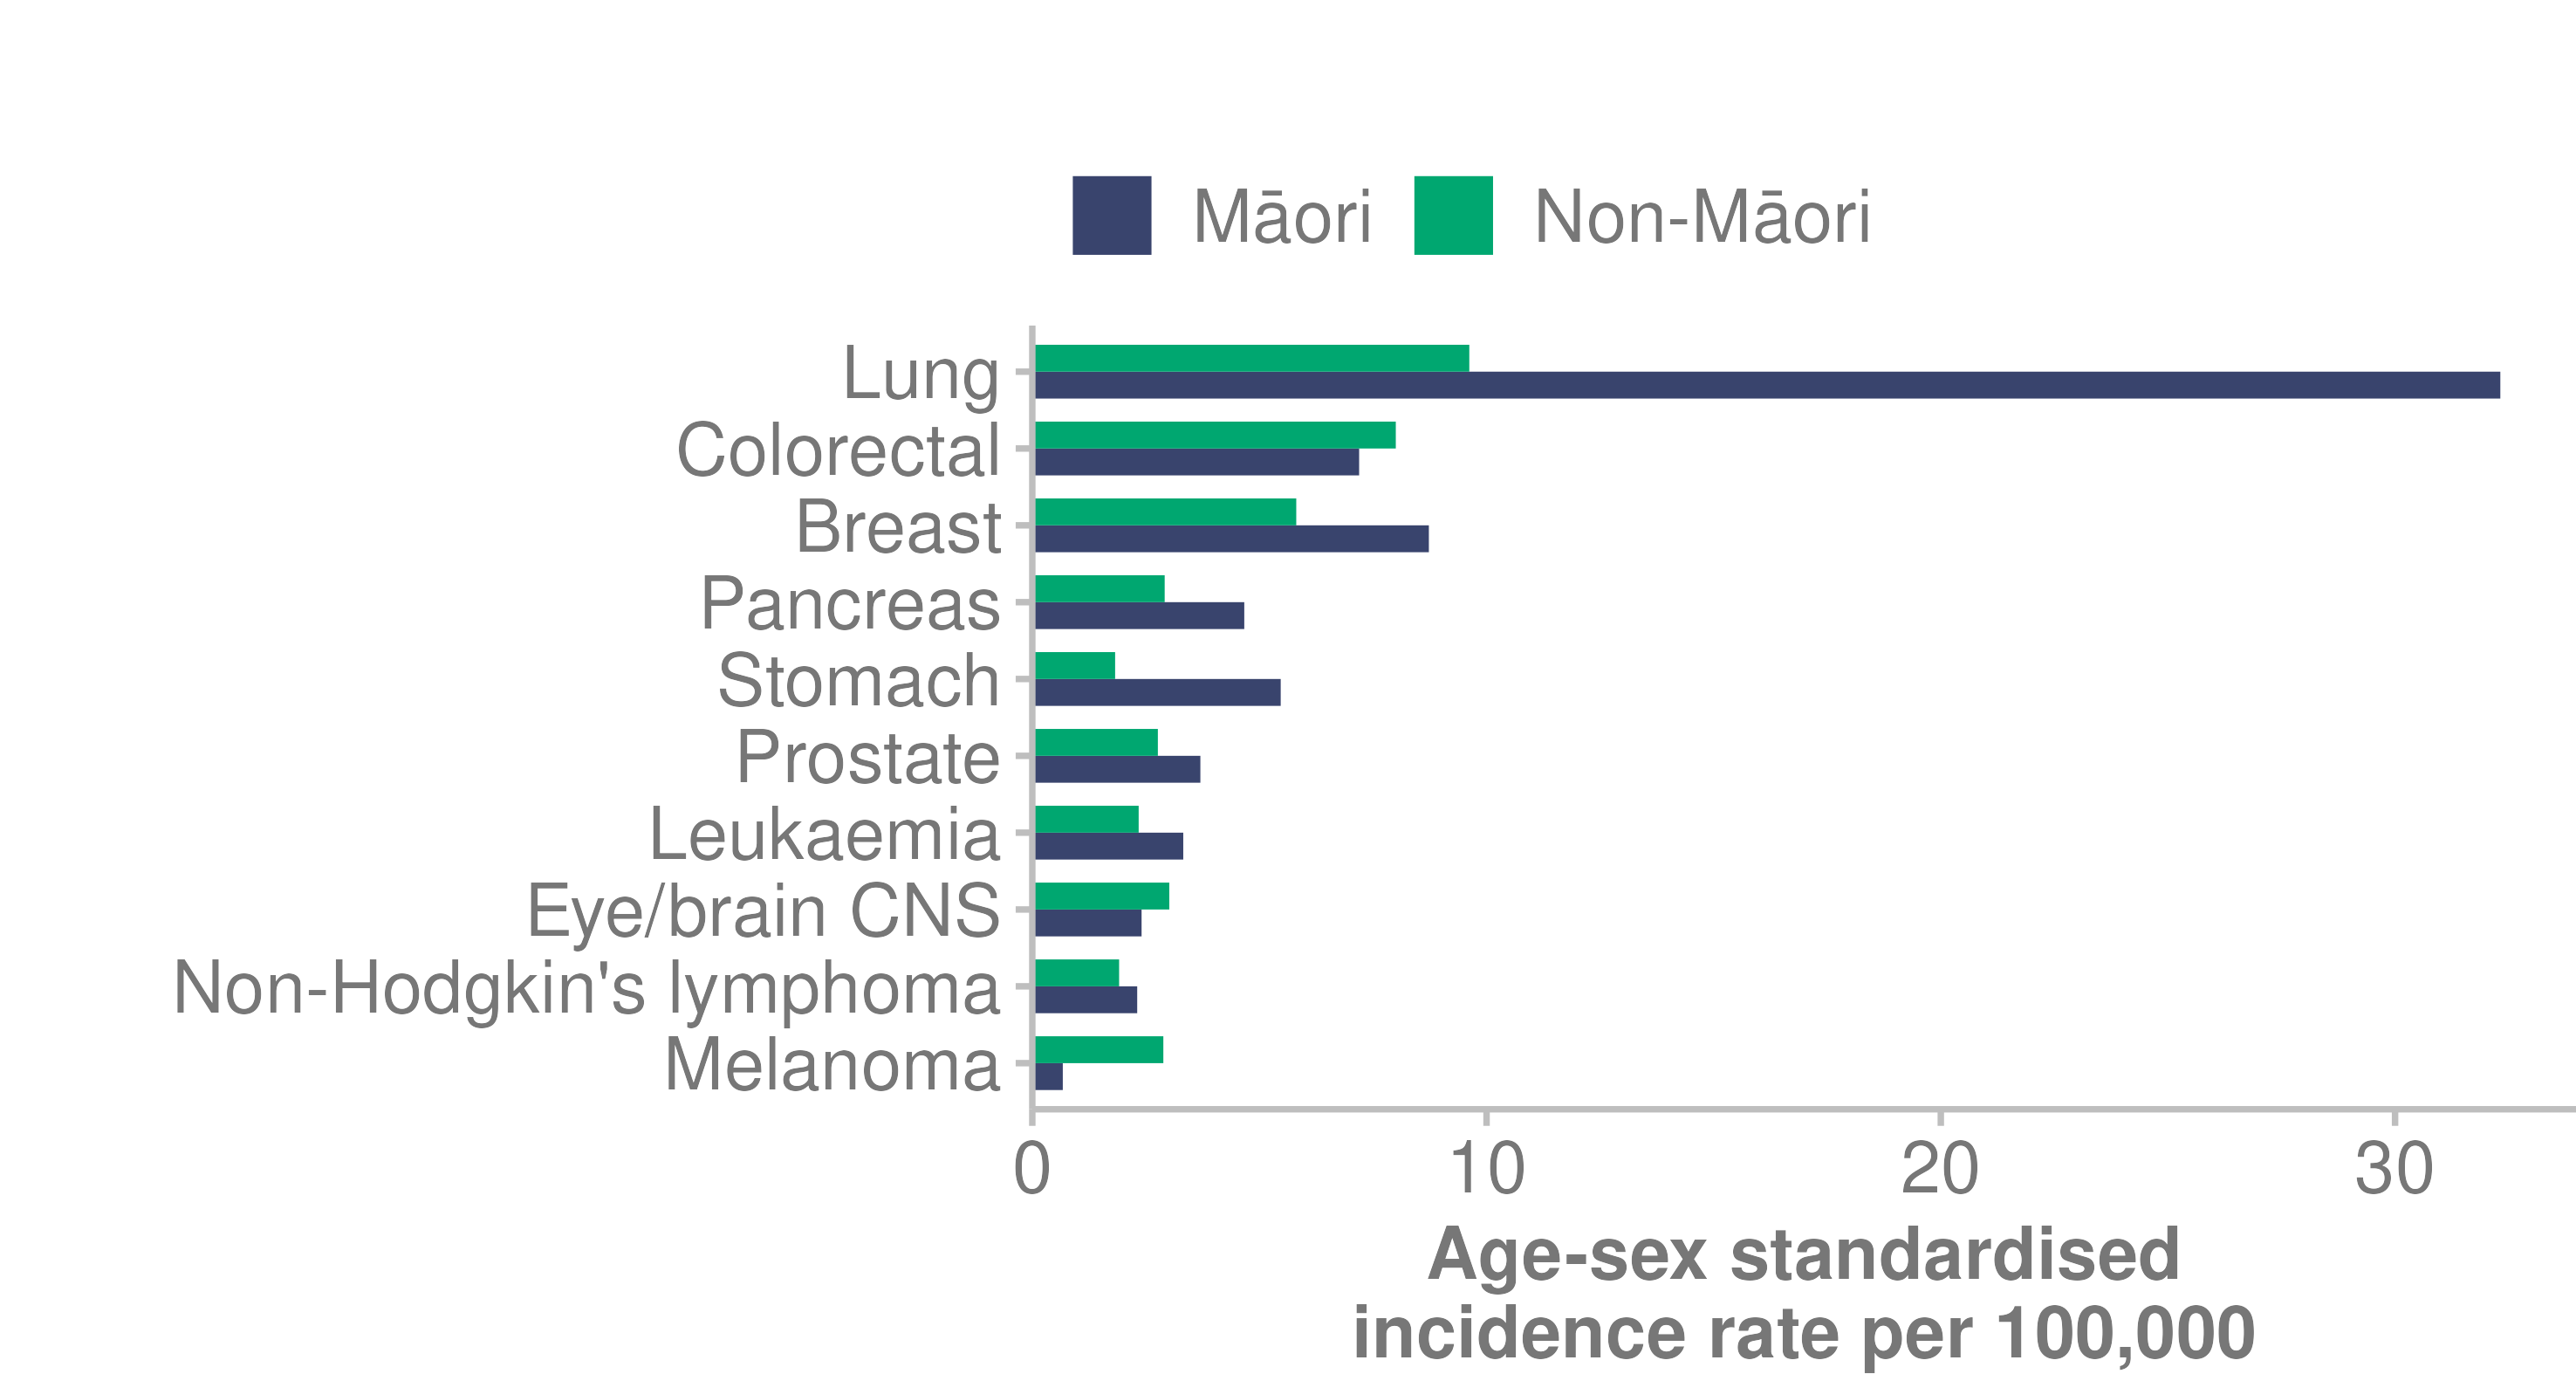 Māori Non-Māori
Lung
Colorectal
Breast
Pancreas
Stomach
Prostate
Leukaemia
Eye/brain CNS
Non-Hodgkin's lymphoma
Melanoma
0 10 20 30
Age-sex standardised
incidence rate per 100,000